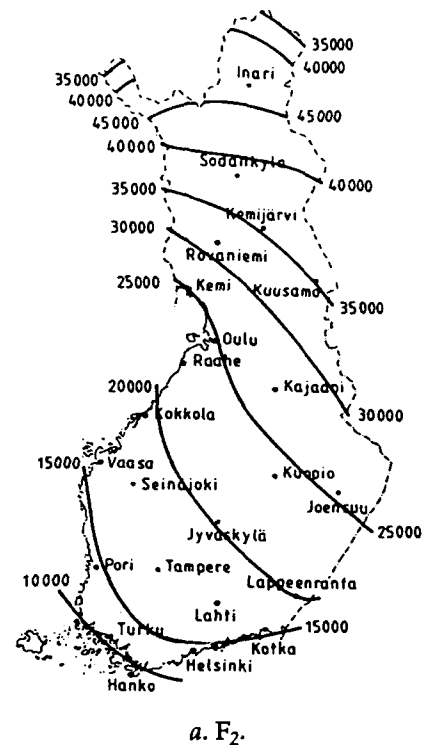 35000
40000
Inari
35000
40000
45000
45000
40000
Sodankylä
40000
35000
Kemijärvi
30000
Rovaniemi
25000
Kemi
Kuusamo
35000
Oulu
Raahe
20000
Kajaani
Kokkola
30000
15000
Vaasa
Seinäjoki
Kuopio
Joensuu
25000
Jyväskylä
Pori
Tampere
10000
Lappeenranta
Lahti
Turku
15000
Kotka
Helsinki
Hanko
a. F2.